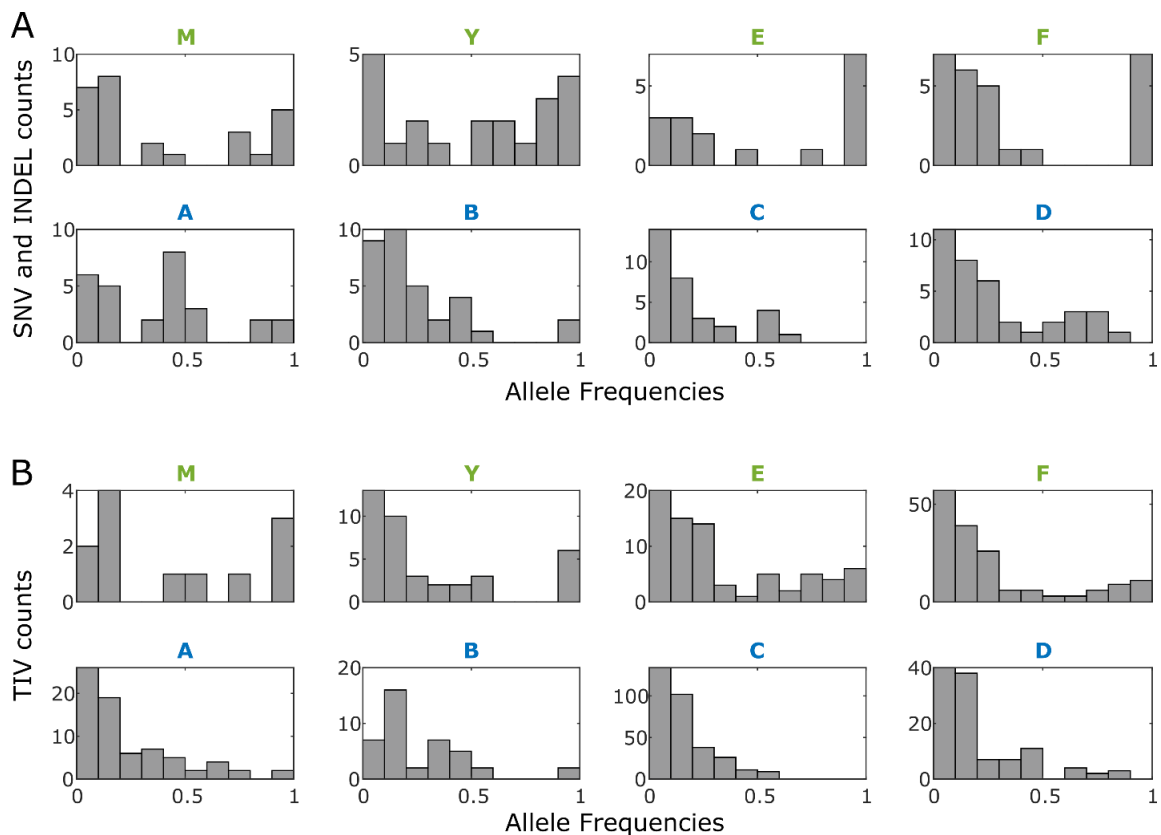 A
M Y E F
10 5 0
5 0
5 0
5 0
SNV and INDEL counts
A B C D
10 5 0
10 5 0
10 5 0
10 5 0
0 0.5 1 0 0.5 1 0 0.5 1 0 0.5 1
Allele Frequencies
B
M Y E F
4 2 0
10 5 0
20 10 0
50 0
TIV counts
A B C D
20 10 0
20 10 0
100 50 0
40 20 0
0 0.5 1 0 0.5 1 0 0.5 1 0 0.5 1
Allele Frequencies